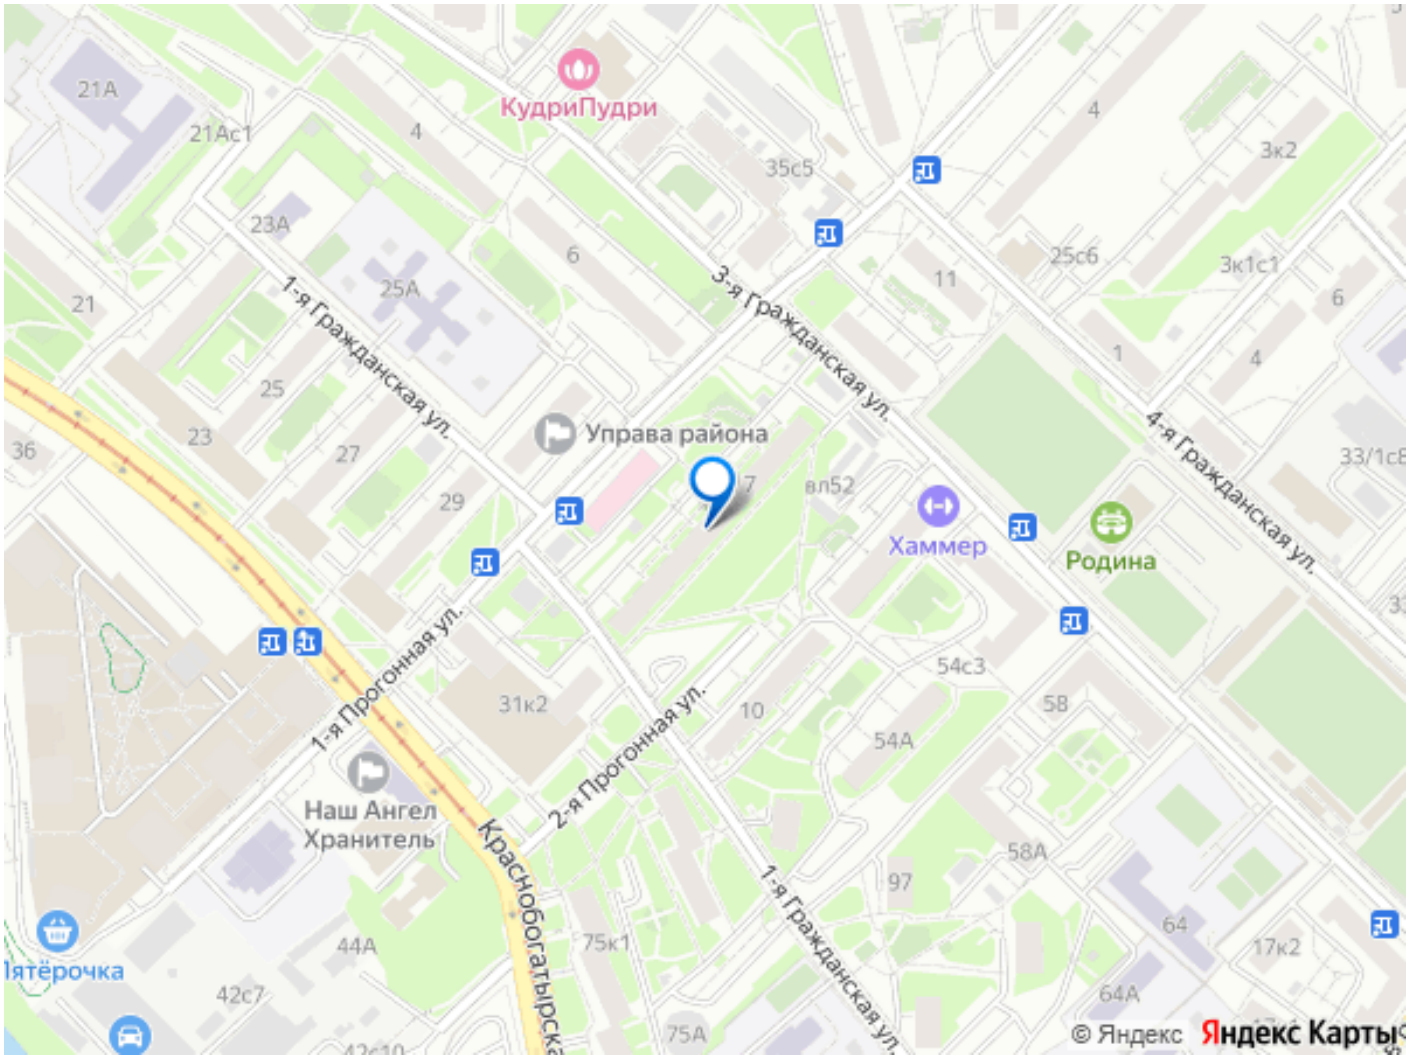 21А
21Ас1
4
КудриПудри
35с5
4
3к2
23А
25А
6
11
25с6
3к1с1
6
21
1-я Гражданская ул.
3-я Гражданская ул.
1
4
25
23
36
27
29
Управа района
7
вл52
Хаммер
Родина
4-я Гражданская ул.
33/1с8
1-я Прогонная ул.
31к2
2-я Прогонная ул.
10
54с3
54А
58
Наш Ангел
Хранитель
Краснобогатырска
58А
97
1-я Гражданская ул.
64
17к2
44А
75к1
Пятёрочка
42с7
64А
75А
42с10
© Яндекс
Яндекс Карты